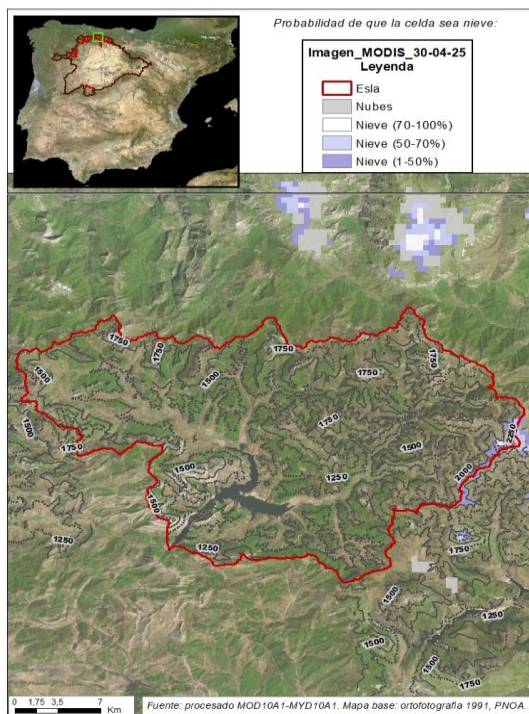 Probabilidad de que la celda sea nieve:
Imagen_MODIS_30-04-25
Leyenda
Esla
Nubes
Nieve (70-100%)
Nieve (50-70%)
Nieve (1-50%)
1750
1750
1750
1750
1750
1500
1500
1750
1500
1750
2250
1500
1500
2000
1250
1500
1250
1250
1750
1500
1250
1500
1500
1750
0 1,75 3,5 7
Km
Fuente: procesado MOD10A1-MYD10A1. Mapa base: ortofotografía 1991, PNOA.